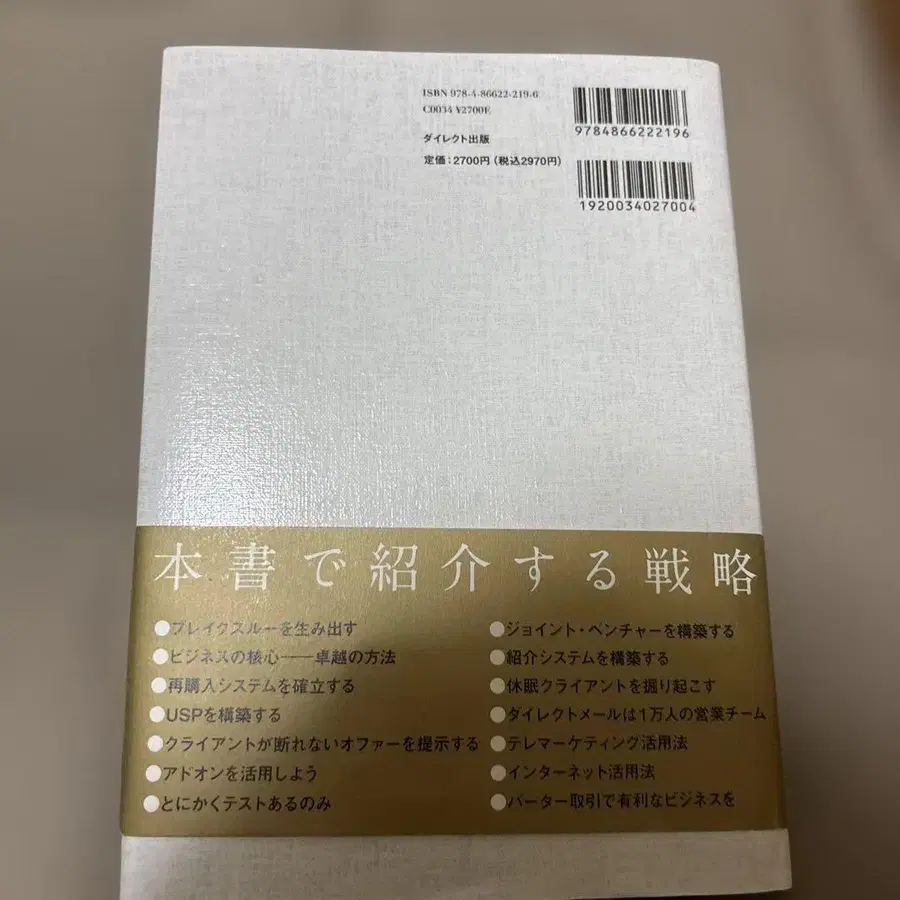 ISBN 978-4-86622-219-6
C0034 ¥2700E
ダイレクト出版
定価:2700円(税込2970円)
9784866222196
1920034027004
本書で紹介する戦略
●ブレイクスルーを生み出す
●ビジネスの核心──卓越の方法
●再購入システムを確立する
●USPを構築する
●クライアントが断れないオファーを提示する
●アドオンを活用しよう
●とにかくテストあるのみ
●ジョイント・ベンチャーを構築する
●紹介システムを構築する
●休眠クライアントを掘り起こす
●ダイレクトメールは1万人の営業チーム
●テレマーケティング活用法
●インターネット活用法
●バーター取引で有利なビジネスを